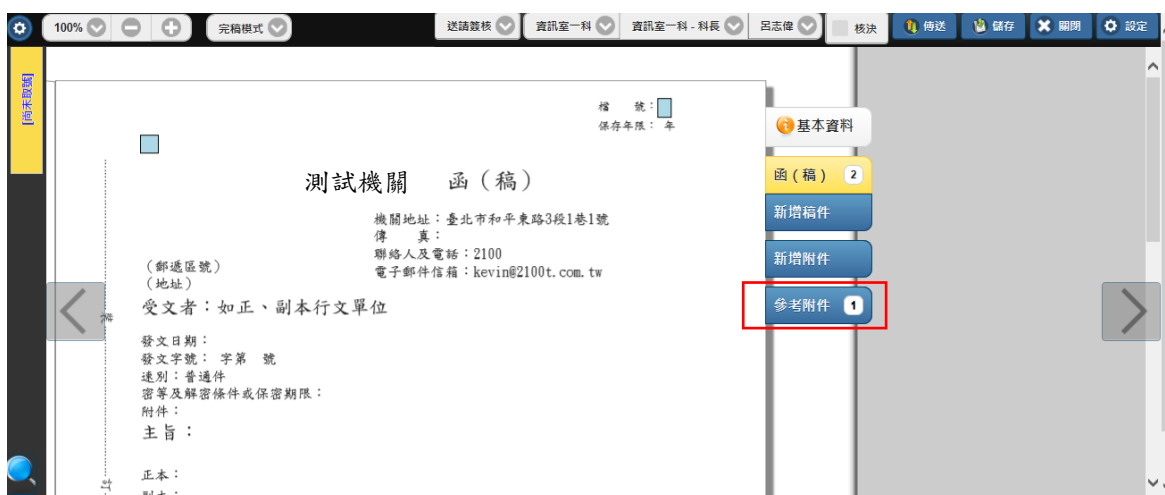 100% 完稿模式 送請簽核 資訊室一科 資訊室一科 - 科長 呂志偉 核決 傳送 儲存 關閉 設定
[尚未取號]
檔 號：
保存年限： 年
基本資料
測試機關 函（稿）
函(稿) 2
新增稿件
機關地址：臺北市和平東路3段1巷1號
傳 真：
聯絡人及電話：2100
電子郵件信箱：kevin@2100t.com.tw
新增附件
(郵遞區號)
(地址)
受文者：如正、副本行文單位
參考附件 1
發文日期：
發文字號： 字第 號
速別：普通件
密等及解密條件或保密期限：
附件：
主旨：
正本：